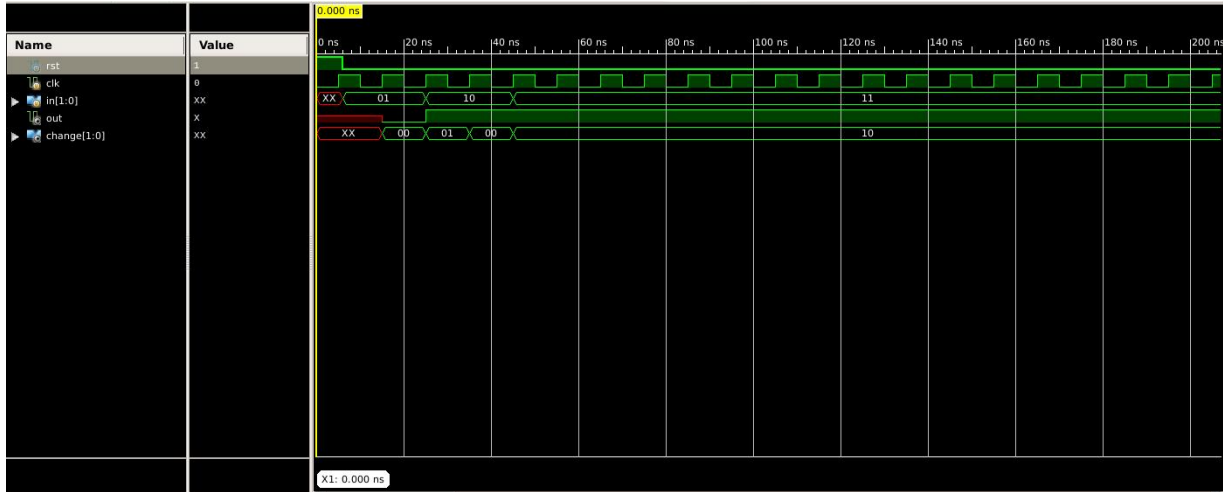 0.000 ns
Name Value
0 ns 20 ns 40 ns 60 ns 80 ns 100 ns 120 ns 140 ns 160 ns 180 ns 200 ns
rst 1
clk 0
in[1:0] XX XX 01 10 11
out X
change[1:0] XX XX 00 01 00 10
X1: 0.000 ns